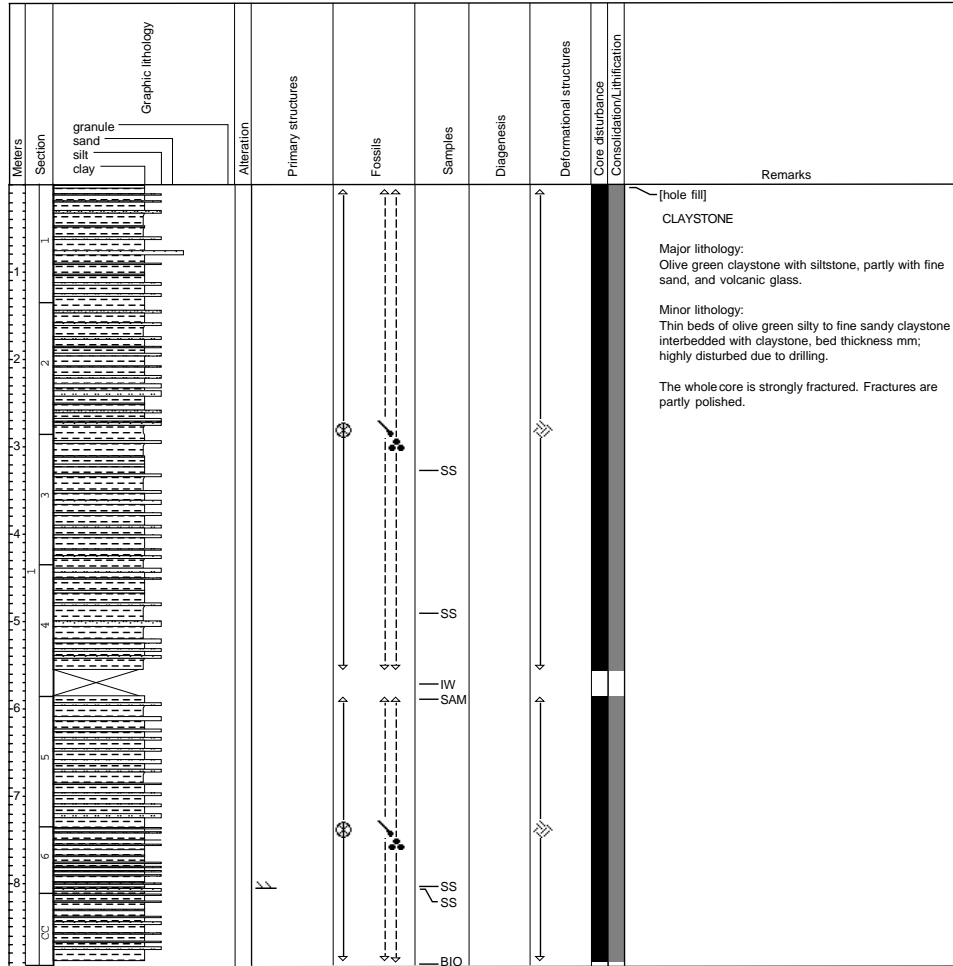 Meters
Section
Graphic lithology
granule
sand
silt
clay
Alteration
Primary structures
Fossils
Samples
Diagenesis
Deformational structures
Core disturbance
Consolidation/Lithification
Remarks
[hole fill]
CLAYSTONE
Major lithology:
Olive green claystone with siltstone, partly with fine
sand, and volcanic glass.
Minor lithology:
Thin beds of olive green silty to fine sandy claystone
interbedded with claystone, bed thickness mm;
highly disturbed due to drilling.
The whole core is strongly fractured. Fractures are
partly polished.
1
1
2
2
3
SS
3
4
1
5
4
SS
IW
SAM
6
5
7
6
8
SS
SS
CC
BIO